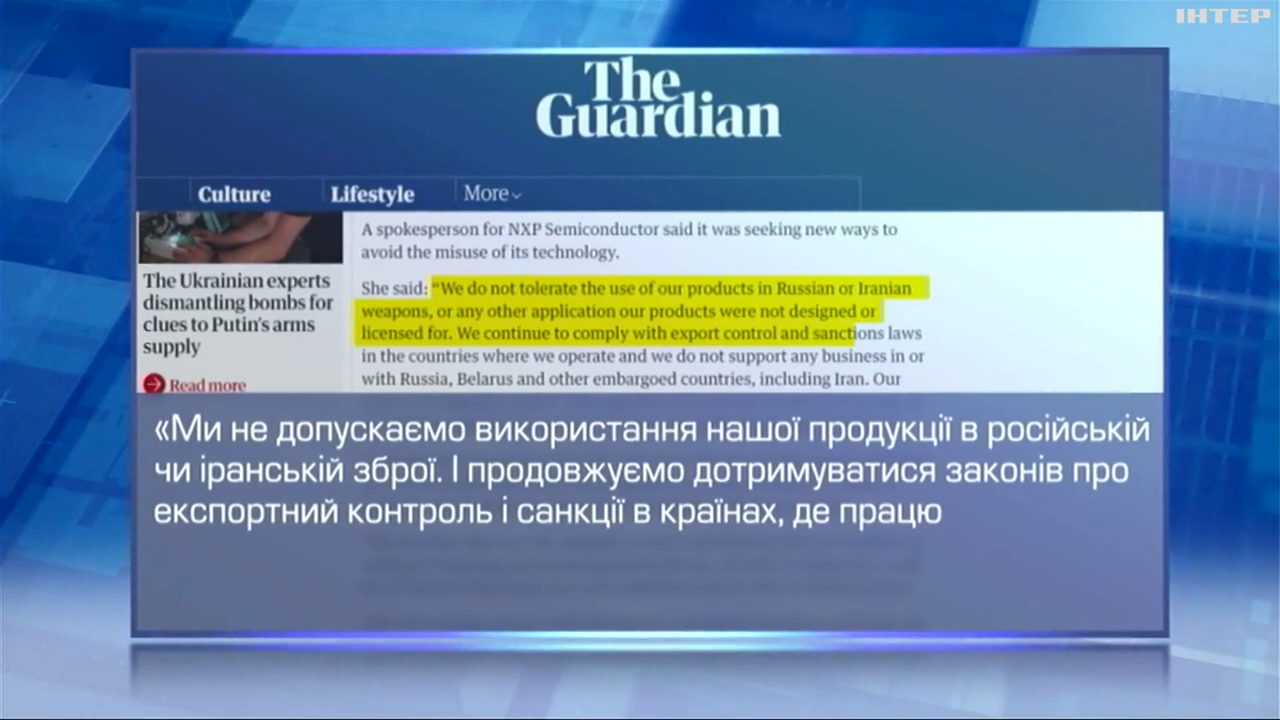 ІНТЕР
The
Guardian
Culture
Lifestyle
More
A spokesperson for NXP Semiconductor said it was seeking new ways to
avoid the misuse of its technology.
The Ukrainian experts
dismantling bombs for
clues to Putin's arms
supply
Read more
She said: “We do not tolerate the use of our products in Russian or Iranian
weapons, or any other application our products were not designed or
licensed for. We continue to comply with export control and sanctions laws
in the countries where we operate and we do not support any business in or
with Russia, Belarus and other embargoed countries, including Iran. Our
«Ми не допускаємо використання нашої продукції в російській
чи іранській зброї. І продовжуємо дотримуватися законів про
експортний контроль і санкції в країнах, де працю